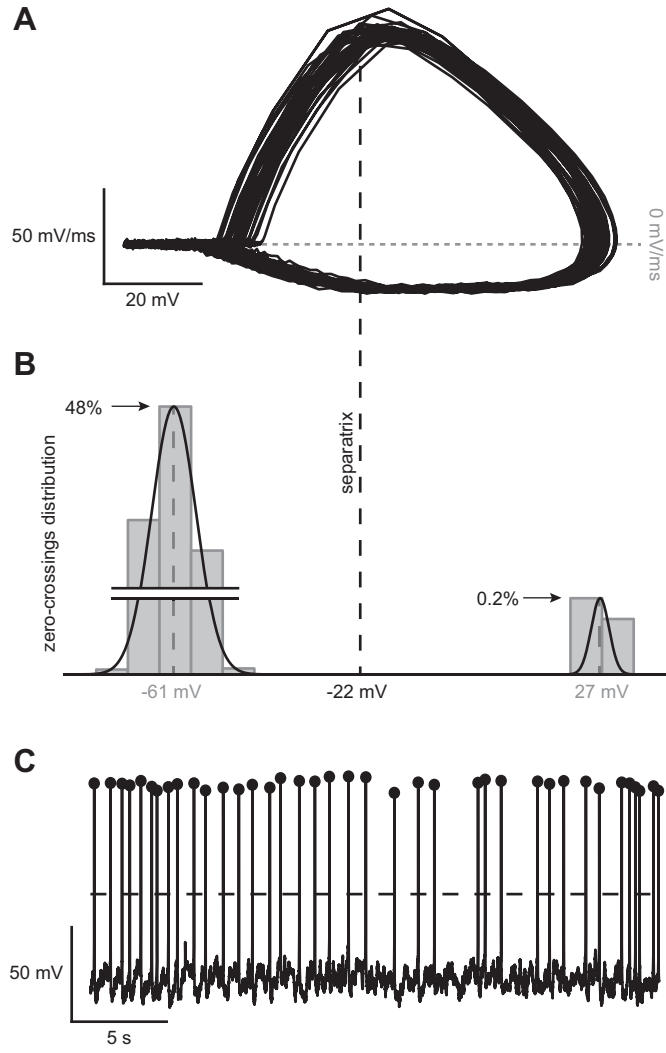 A
50 mV/ms
20 mV
0 mV/ms
B
48%
zero-crossings distribution
separatrix
0.2%
-61 mV
-22 mV
27 mV
C
50 mV
5 s